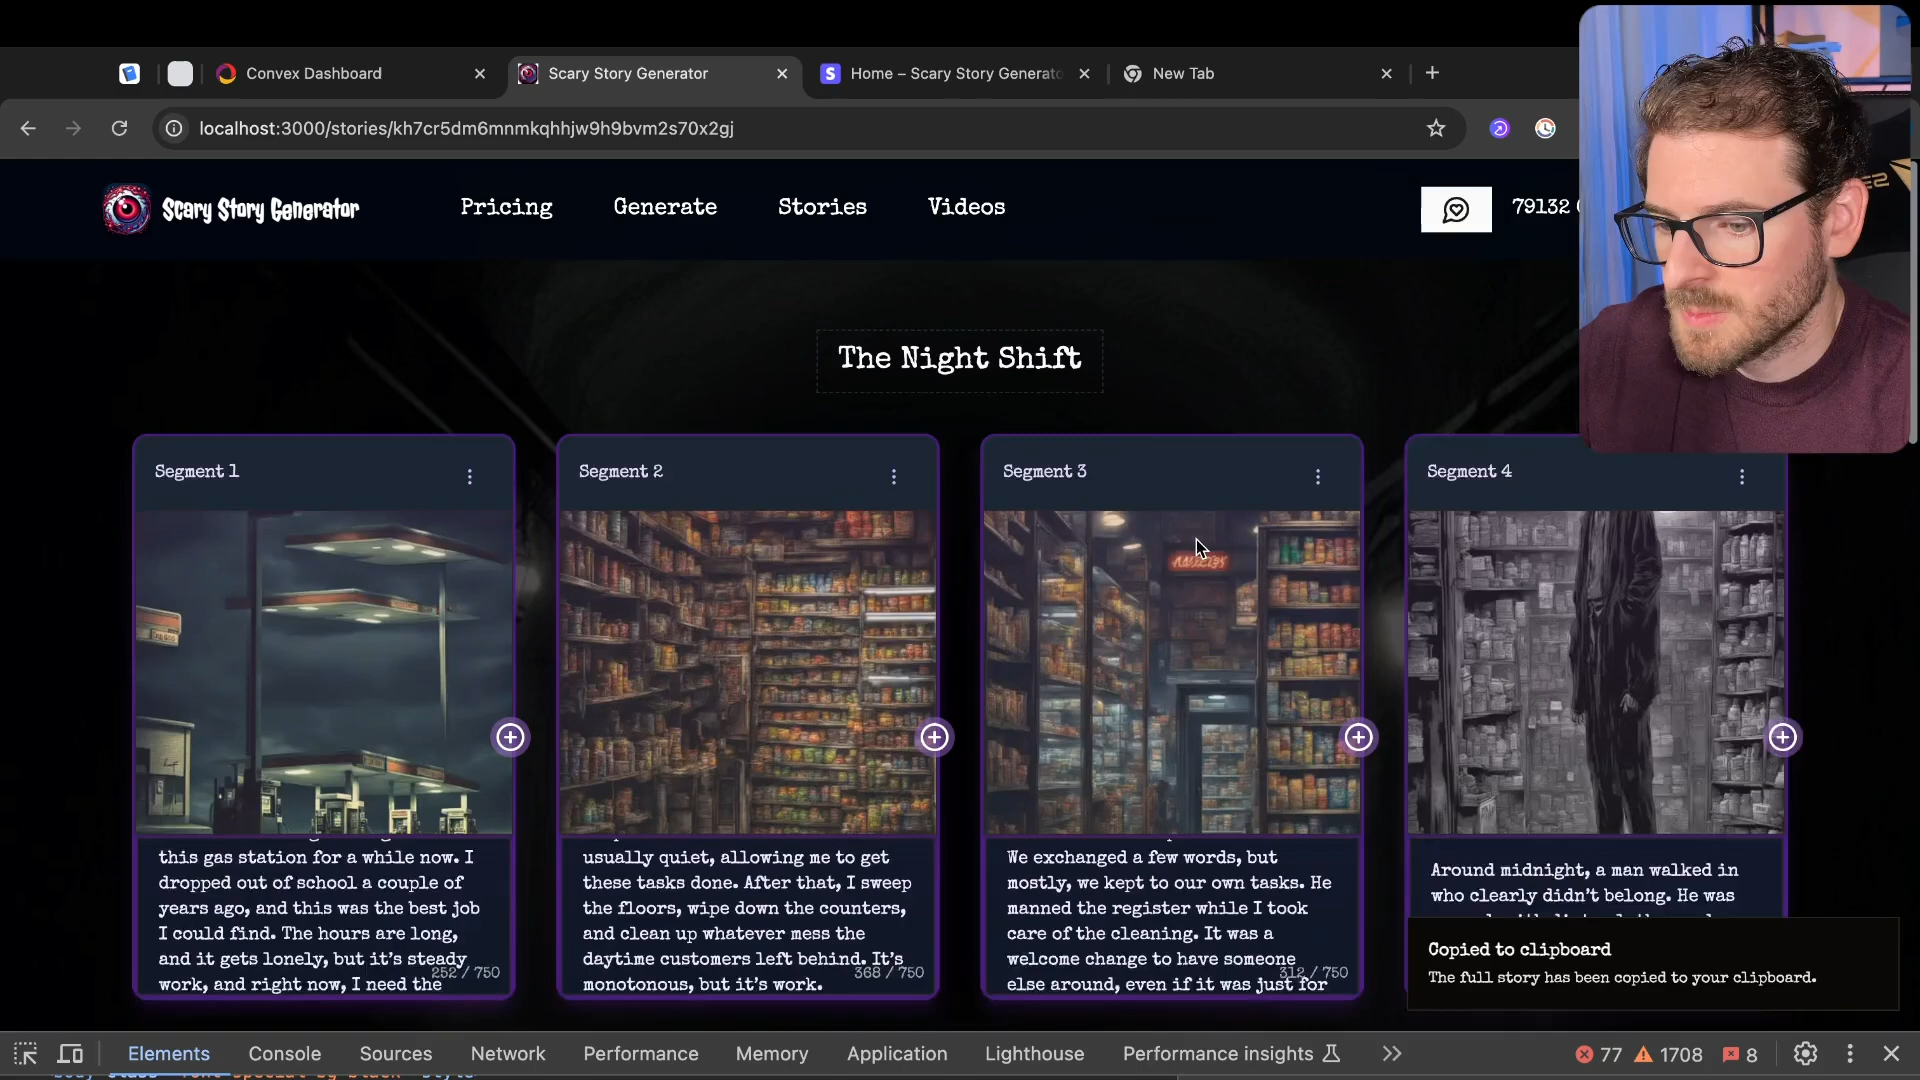 Convex Dashboard
Scary Story Generator
Home – Scary Story Generato
New Tab
localhost:3000/stories/kh7cr5dm6mnmkqhhjw9h9bvm2s70x2gj
Scary Story Generator
Pricing
Generate
Stories
Videos
79132
The Night Shift
Segment 1
Segment 2
Segment 3
Segment 4
this gas station for a while now. I
dropped out of school a couple of
years ago, and this was the best job
I could find. The hours are long,
and it gets lonely, but it's steady
work, and right now, I need the
252 / 750
usually quiet, allowing me to get
these tasks done. After that, I sweep
the floors, wipe down the counters,
and clean up whatever mess the
daytime customers left behind. It's
monotonous, but it's work.
368 / 750
We exchanged a few words, but
mostly, we kept to our own tasks. He
manned the register while I took
care of the cleaning. It was a
welcome change to have someone
else around, even if it was just for
312 / 750
Around midnight, a man walked in
who clearly didn't belong. He was
Copied to clipboard
The full story has been copied to your clipboard.
Elements
Console
Sources
Network
Performance
Memory
Application
Lighthouse
Performance insights
77
1708
8